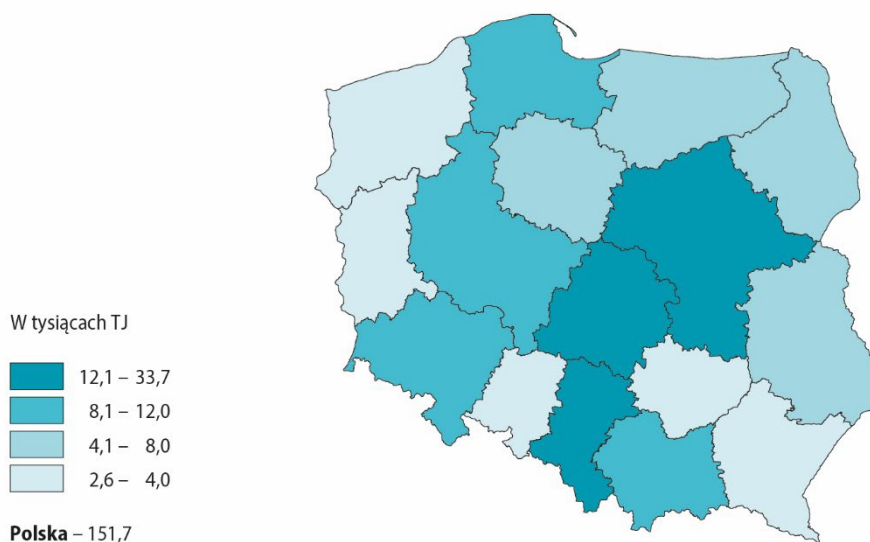 W tysiącach TJ
12,1 – 33,7
8,1 – 12,0
4,1 – 8,0
2,6 – 4,0
Polska – 151,7